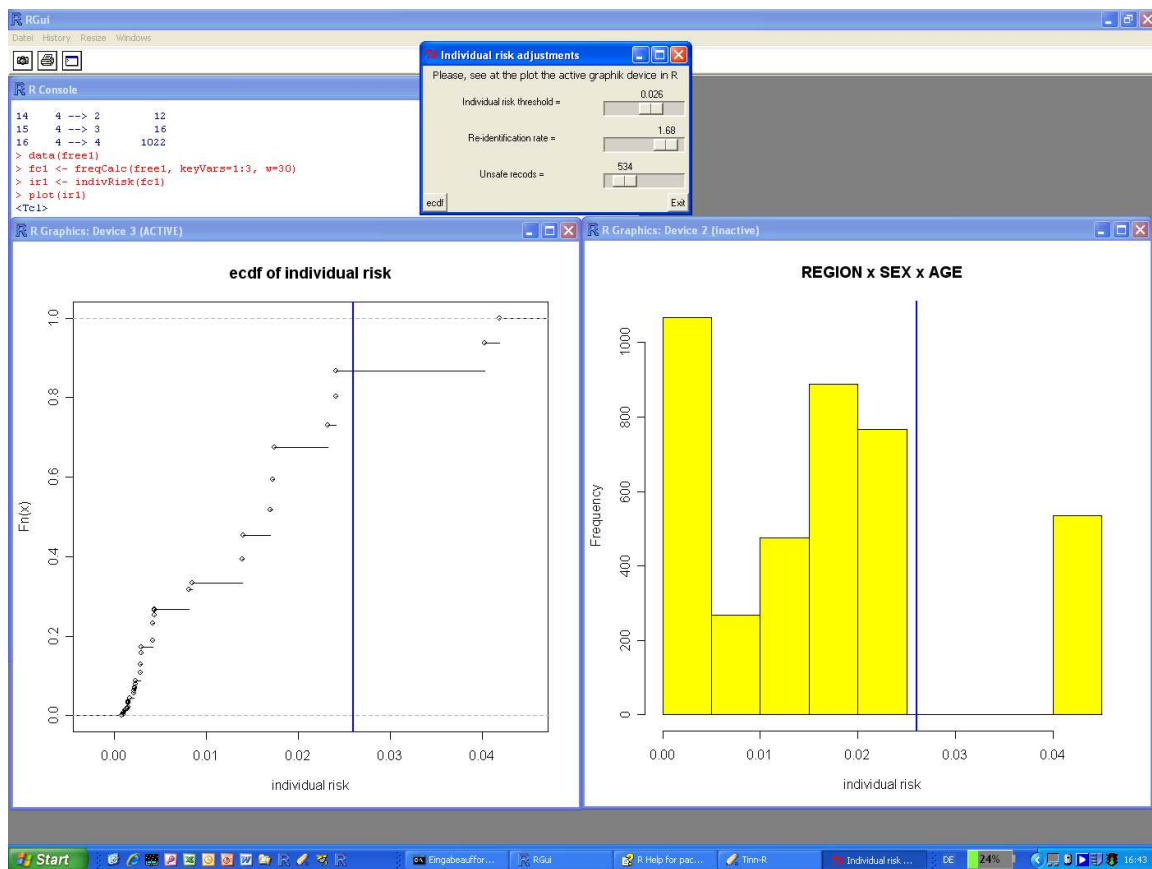 RGui
Datei History Resize Windows
R Console
14 4 --> 2 12
15 4 --> 3 16
16 4 --> 4 1022
> data(free1)
> fc1 <- freqCalc(free1, keyVars=1:3, w=30)
> ir1 <- indivRisk(fc1)
> plot(ir1)
<Tcl>
Individual risk adjustments
Please, see at the plot the active graphik device in R
Individual risk threshold = 0.026
Re-identification rate = 1.68
Unsafe recods = 534
ecdf Exit
R Graphics: Device 3 (ACTIVE)
ecdf of individual risk
Fn(x)
1.0
0.8
0.6
0.4
0.2
0.0
0.00 0.01 0.02 0.03 0.04
individual risk
R Graphics: Device 2 (inactive)
REGION x SEX x AGE
Frequency
1000
800
600
400
200
0
0.00 0.01 0.02 0.03 0.04
individual risk
Start Eingabeauffor... RGui R Help for pac... Tinn-R Individual risk ... DE 24% 16:43